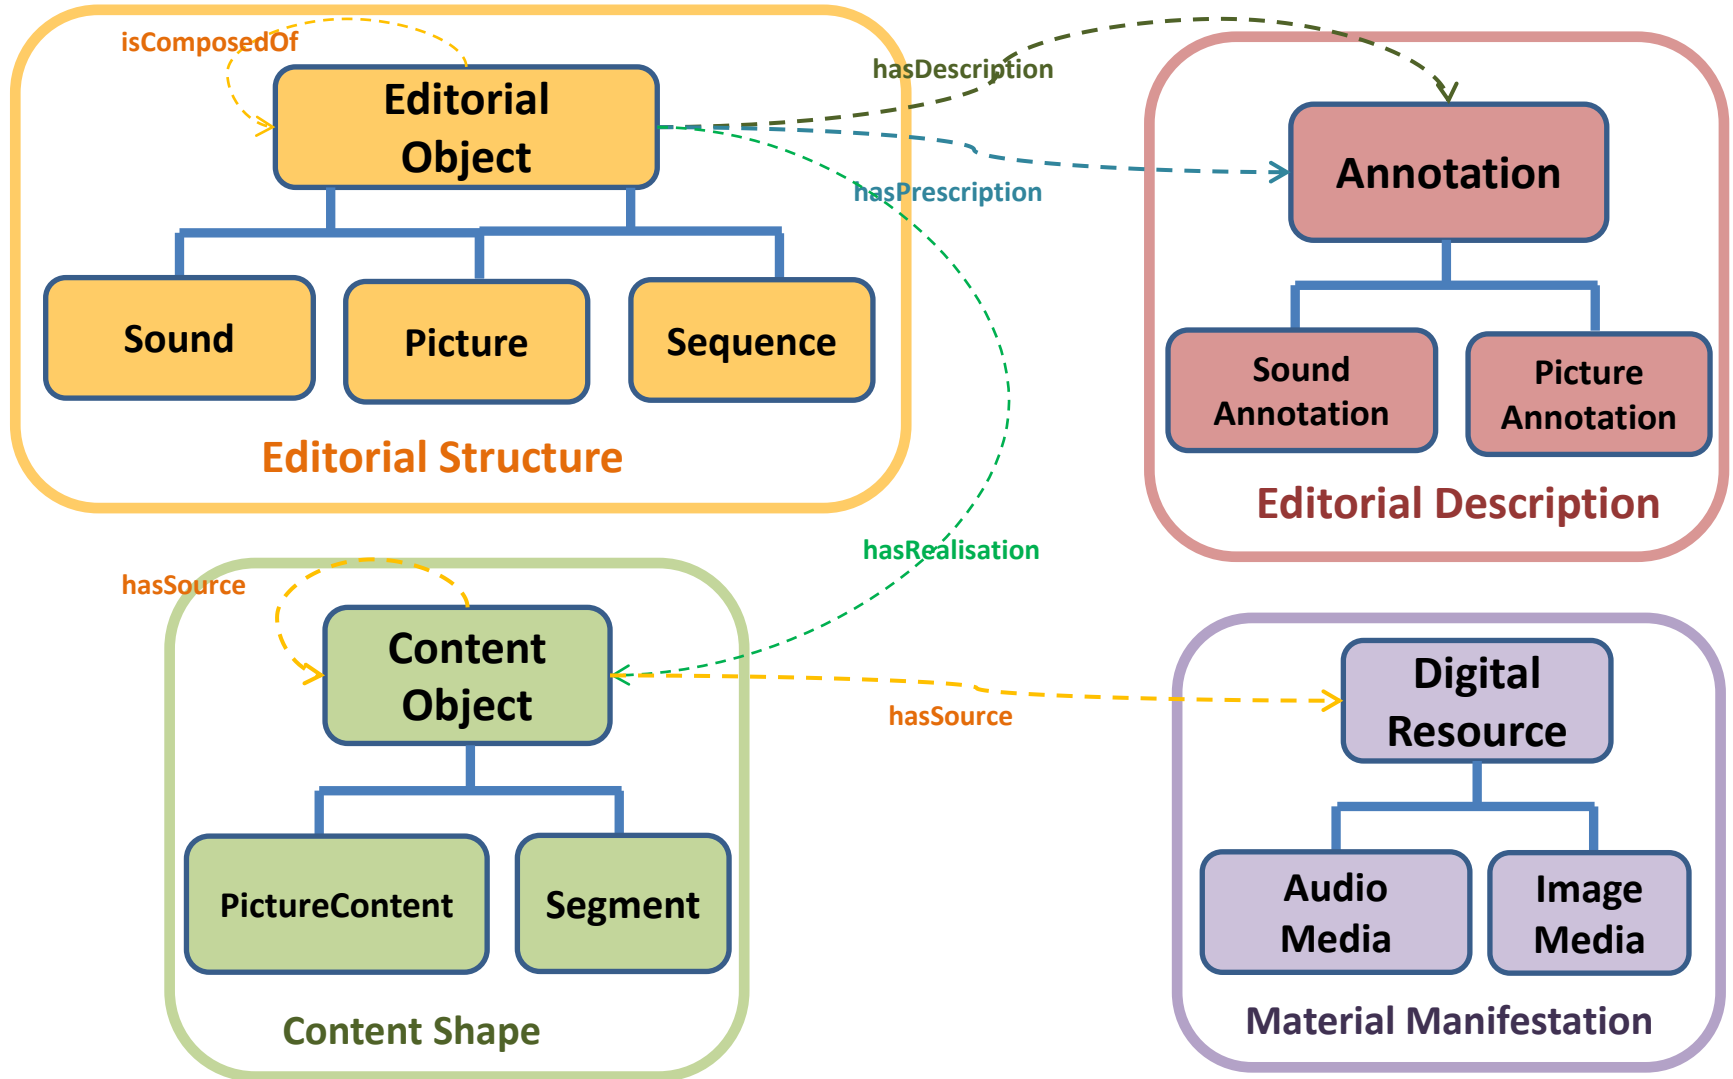 isComposedOf
Editorial
Object
Sound
Picture
Sequence
Editorial Structure
hasDescription
hasPrescription
Annotation
Sound
Annotation
Picture
Annotation
Editorial Description
hasRealisation
hasSource
Content
Object
PictureContent
Segment
Content Shape
hasSource
Digital
Resource
Audio
Media
Image
Media
Material Manifestation